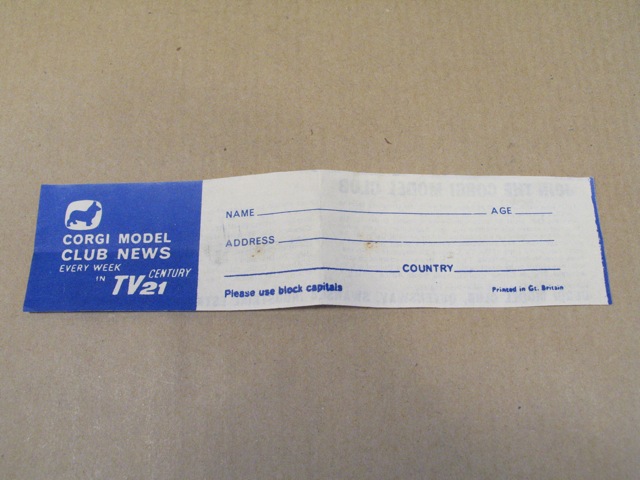 CORGI MODEL
CLUB NEWS
EVERY WEEK
IN TV CENTURY 21
NAME AGE
ADDRESS
COUNTRY
Please use block capitals
Printed in Gt. Britain